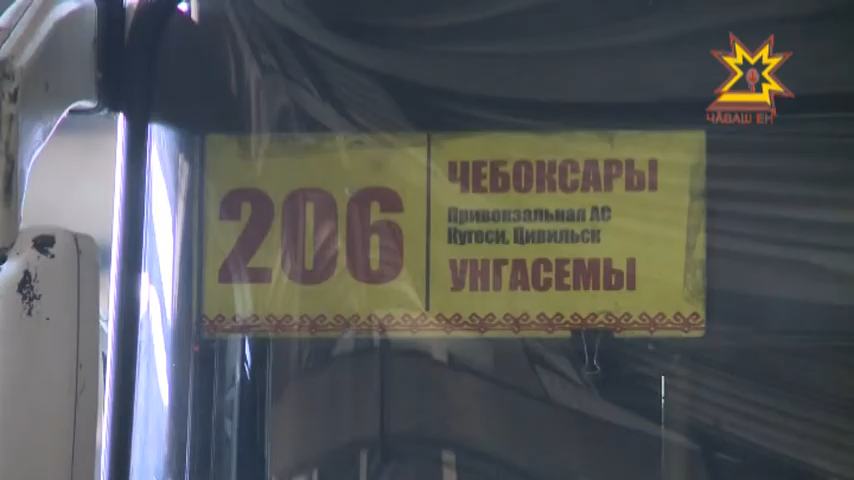 ЧĂВАШ ЕН
206
ЧЕБОКСАРЫ
Привокзальная АС
Кугеси, Цивильск
УНГАСЕМЫ